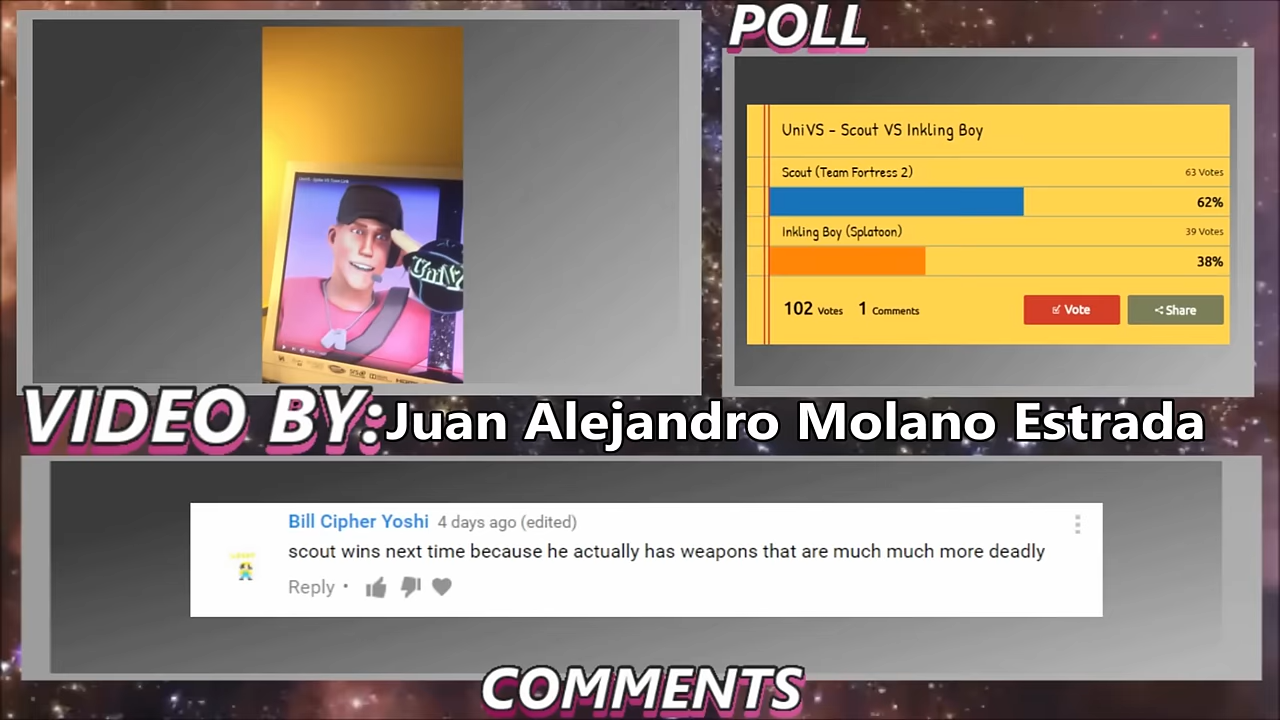 POLL
UniVS - Scout VS Inkling Boy
Scout (Team Fortress 2) 63 Votes
62%
Inkling Boy (Splatoon) 39 Votes
38%
102 Votes 1 Comments Vote Share
UniVS
VIDEO BY: Juan Alejandro Molano Estrada
Bill Cipher Yoshi 4 days ago (edited)
scout wins next time because he actually has weapons that are much much more deadly
Reply •
COMMENTS